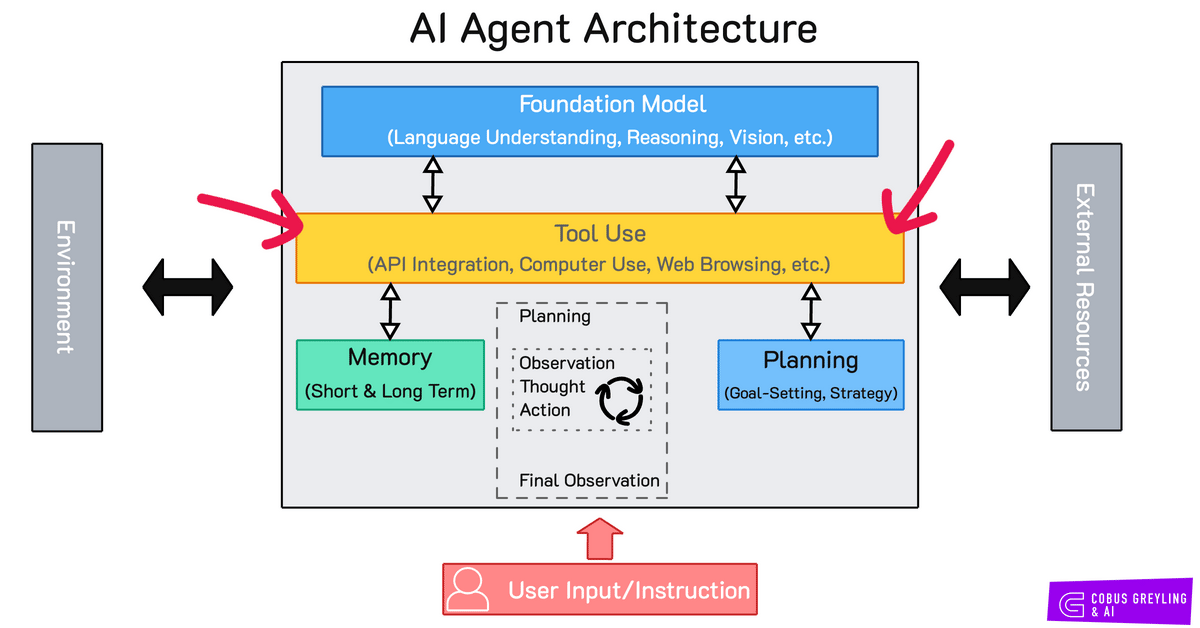 AI Agent Architecture
Foundation Model
(Language Understanding, Reasoning, Vision, etc.)
Environment
External Resources
Tool Use
(API Integration, Computer Use, Web Browsing, etc.)
Memory
(Short & Long Term)
Planning
Observation
Thought
Action
Final Observation
Planning
(Goal-Setting, Strategy)
User Input/Instruction
COBUS GREYLING
& AI